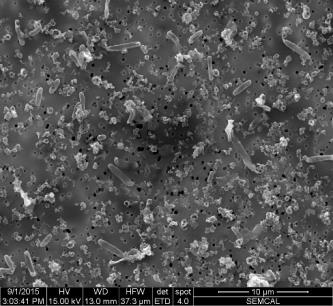 9/1/2015 HV WD HFW det spot 10 µm
3:03:41 PM 15.00 kV 13.0 mm 37.3 µm ETD 4.0 SEMCAL